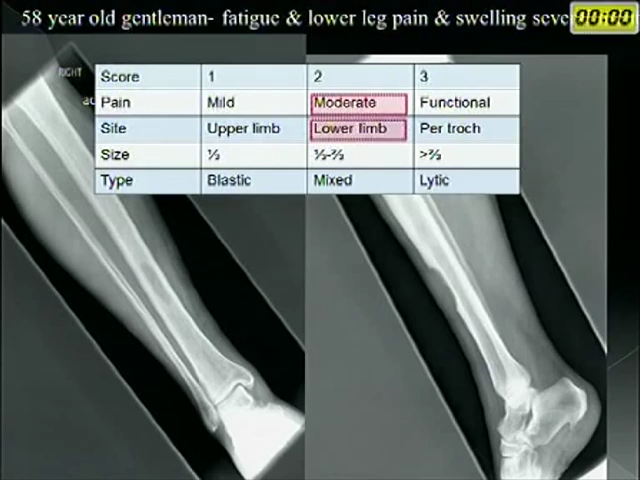 58 year old gentleman- fatigue & lower leg pain & swelling
00:00
RIGHT
Score 1 2 3
Pain Mild Moderate Functional
Site Upper limb Lower limb Per troch
Size ⅓ ⅓-⅔ >⅔
Type Blastic Mixed Lytic